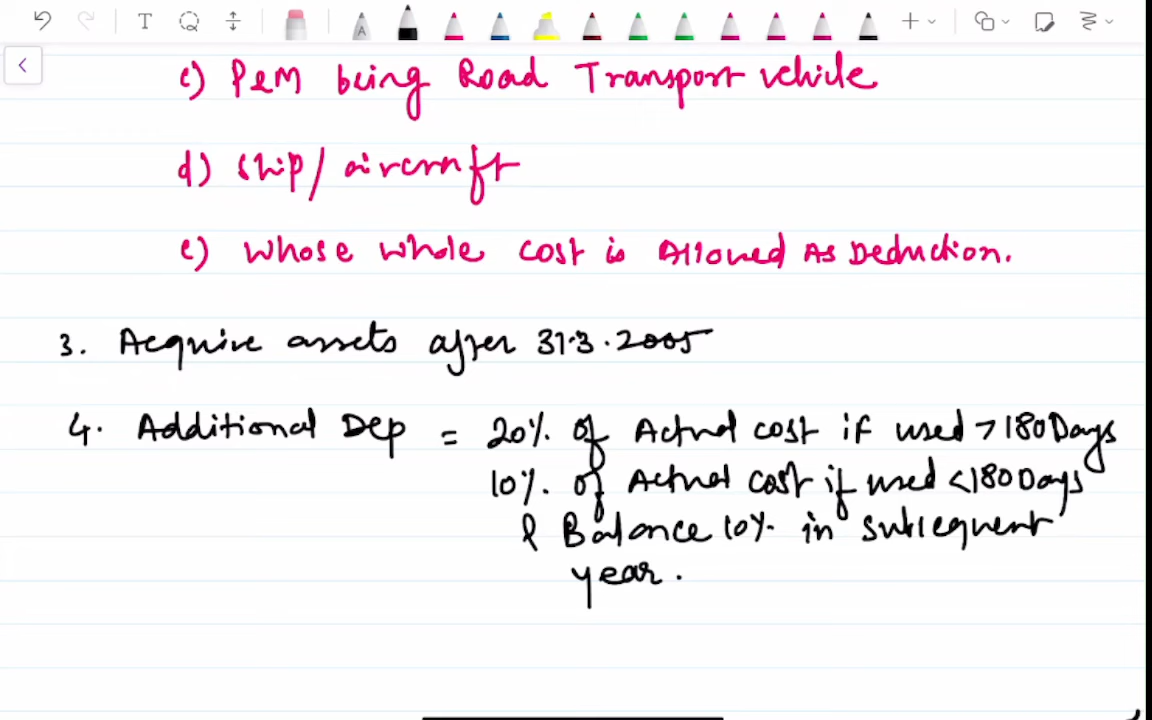 c) P&M being Road Transport vehicle
d) Ship/aircraft
e) Whose whole cost is Allowed As Deduction.
3. Acquire assets after 31.3.2005
4. Additional Dep = 20% of Actual cost if used >180 Days
10% of Actual cost if used <180 Days
& Balance 10% in subsequent
year.